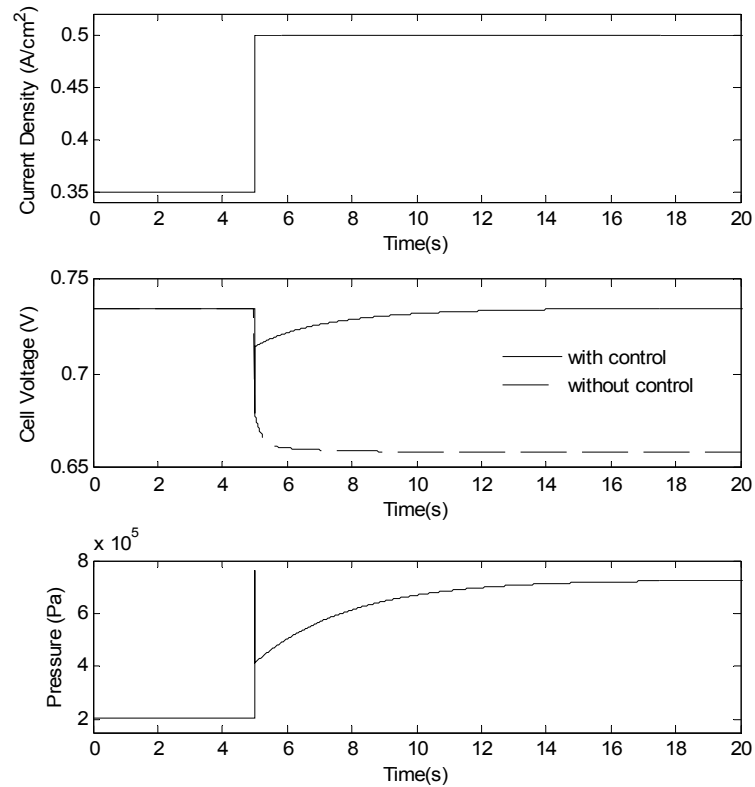 Current Density (A/cm²)
0.5
0.45
0.4
0.35
0 2 4 6 8 10 12 14 16 18 20
Time(s)
Cell Voltage (V)
0.75
0.7
0.65
with control
without control
0 2 4 6 8 10 12 14 16 18 20
Time(s)
x 10⁵
Pressure (Pa)
8
6
4
2
0 2 4 6 8 10 12 14 16 18 20
Time(s)